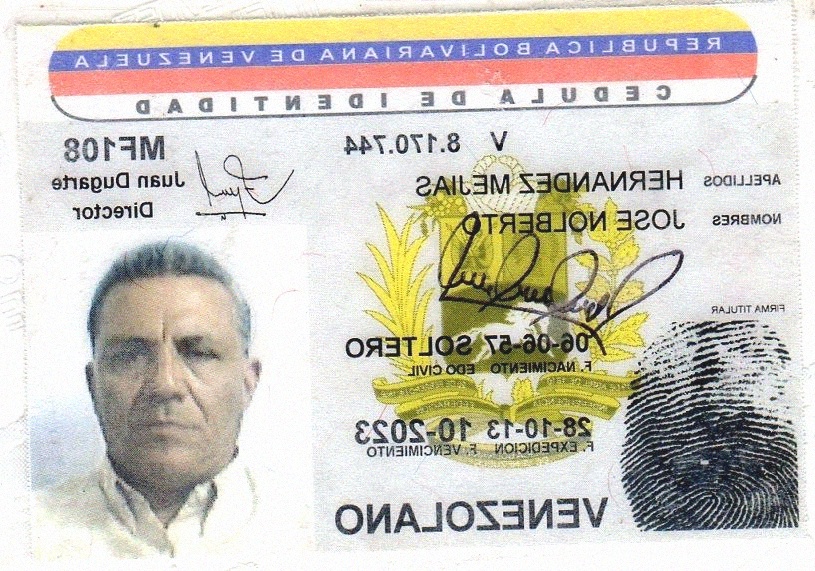 REPUBLICA BOLIVARIANA DE VENEZUELA
CEDULA DE IDENTIDAD
V 8.170.744
MF108
Juan Dugarte
Director
APELLIDOS HERNANDEZ MEJIAS
NOMBRES JOSE NOLBERTO
FIRMA TITULAR
06-06-57 SOLTERO
F. NACIMIENTO EDO CIVIL
28-10-13 10-2023
F. EXPEDICION F. VENCIMIENTO
VENEZOLANO